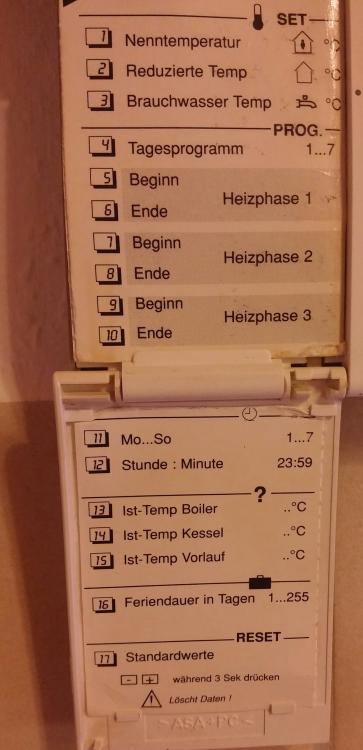 SET
1 Nenntemperatur °C
2 Reduzierte Temp °C
3 Brauchwasser Temp °C
PROG.
4 Tagesprogramm 1...7
5 Beginn
Heizphase 1
6 Ende
7 Beginn
Heizphase 2
8 Ende
9 Beginn
Heizphase 3
10 Ende
11 Mo...So 1...7
12 Stunde : Minute 23:59
?
13 Ist-Temp Boiler ..°C
14 Ist-Temp Kessel ..°C
15 Ist-Temp Vorlauf ..°C
16 Feriendauer in Tagen 1...255
RESET
17 Standardwerte
- + während 3 Sek drücken
! Löscht Daten !
>ASA+PC<